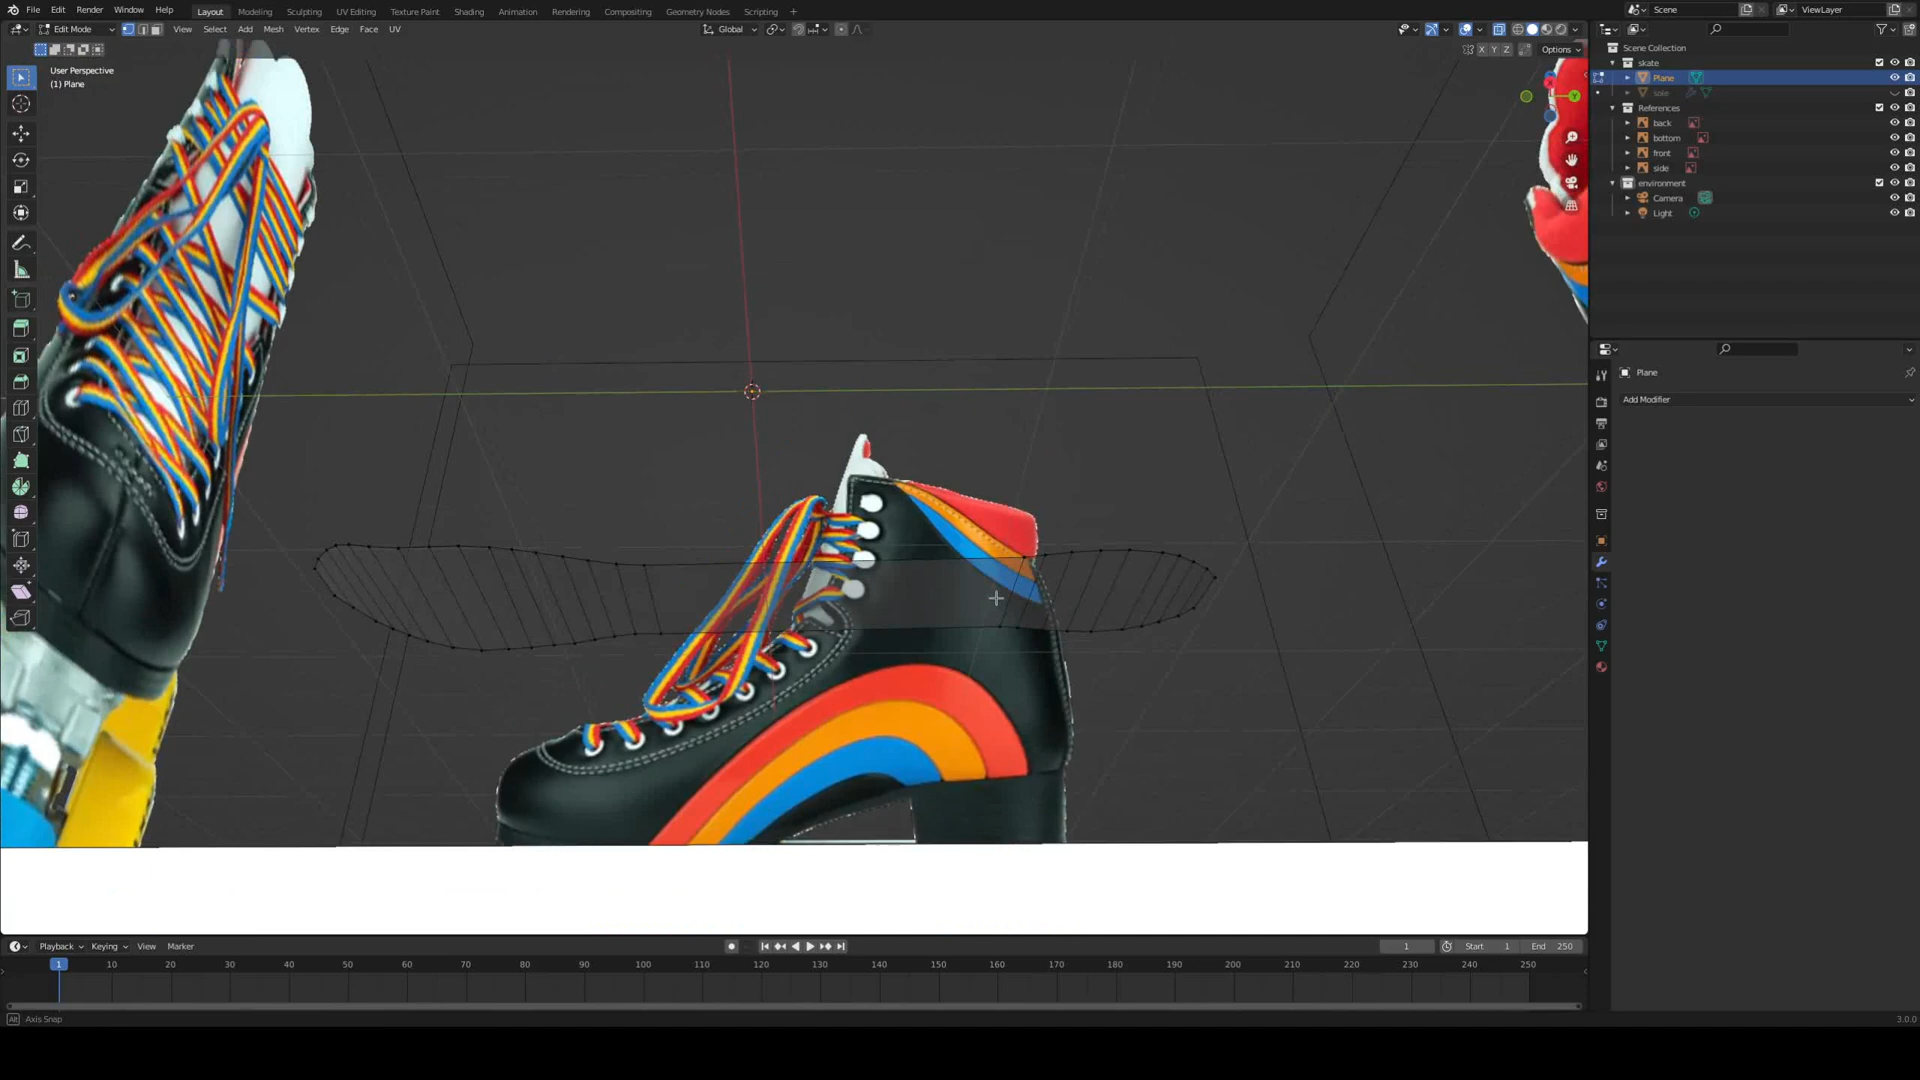 File Edit Render Window Help Layout Modeling Sculpting UV Editing Texture Paint Shading Animation Rendering Compositing Geometry Nodes Scripting + Scene ViewLayer
Edit Mode View Select Add Mesh Vertex Edge Face UV Global
X Y Z Options
User Perspective
(1) Plane
Y
Scene Collection
skate
Plane
sole
References
back
bottom
front
side
environment
Camera
Light
Plane
Add Modifier
Playback Keying View Marker 1 Start 1 End 250
1 10 20 30 40 50 60 70 80 90 100 110 120 130 140 150 160 170 180 190 200 210 220 230 240 250
Alt Axis Snap 3.0.0